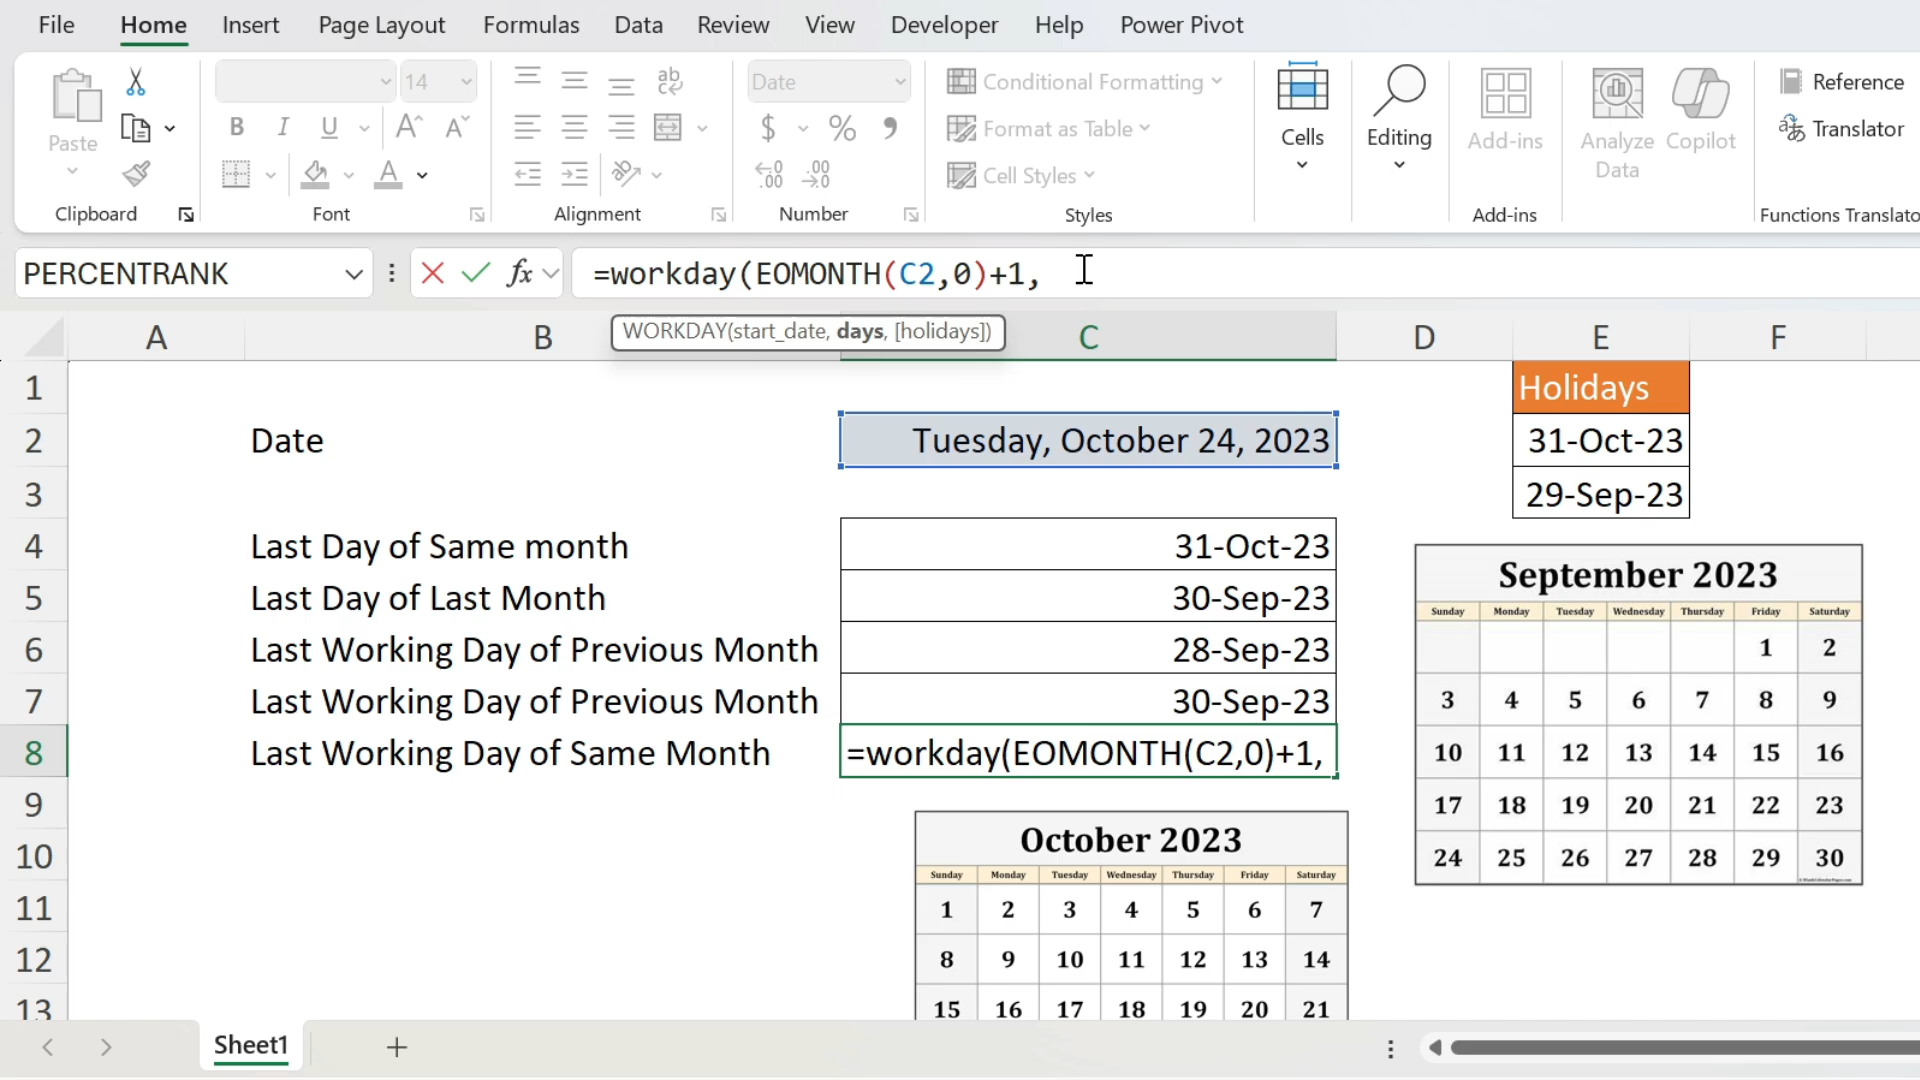 File Home Insert Page Layout Formulas Data Review View Developer Help Power Pivot
Paste
14
ab
Date
Conditional Formatting
Cells
Editing
Add-ins
Analyze Data
Copilot
Reference
B I U A^ A
$ % 9
Format as Table
Translator
A
.00
.00
Cell Styles
Clipboard Font Alignment Number Styles Add-ins Functions Translato
PERCENTRANK fx =workday(EOMONTH(C2,0)+1,
WORKDAY(start_date, days, [holidays])
A B C D E F
1 Holidays
2 Date Tuesday, October 24, 2023 31-Oct-23
3 29-Sep-23
4 Last Day of Same month 31-Oct-23
5 Last Day of Last Month 30-Sep-23
6 Last Working Day of Previous Month 28-Sep-23
7 Last Working Day of Previous Month 30-Sep-23
8 Last Working Day of Same Month =workday(EOMONTH(C2,0)+1,
9
10
11
12
13
September 2023
Sunday Monday Tuesday Wednesday Thursday Friday Saturday
1 2
3 4 5 6 7 8 9
10 11 12 13 14 15 16
17 18 19 20 21 22 23
24 25 26 27 28 29 30
October 2023
Sunday Monday Tuesday Wednesday Thursday Friday Saturday
1 2 3 4 5 6 7
8 9 10 11 12 13 14
15 16 17 18 19 20 21
Sheet1